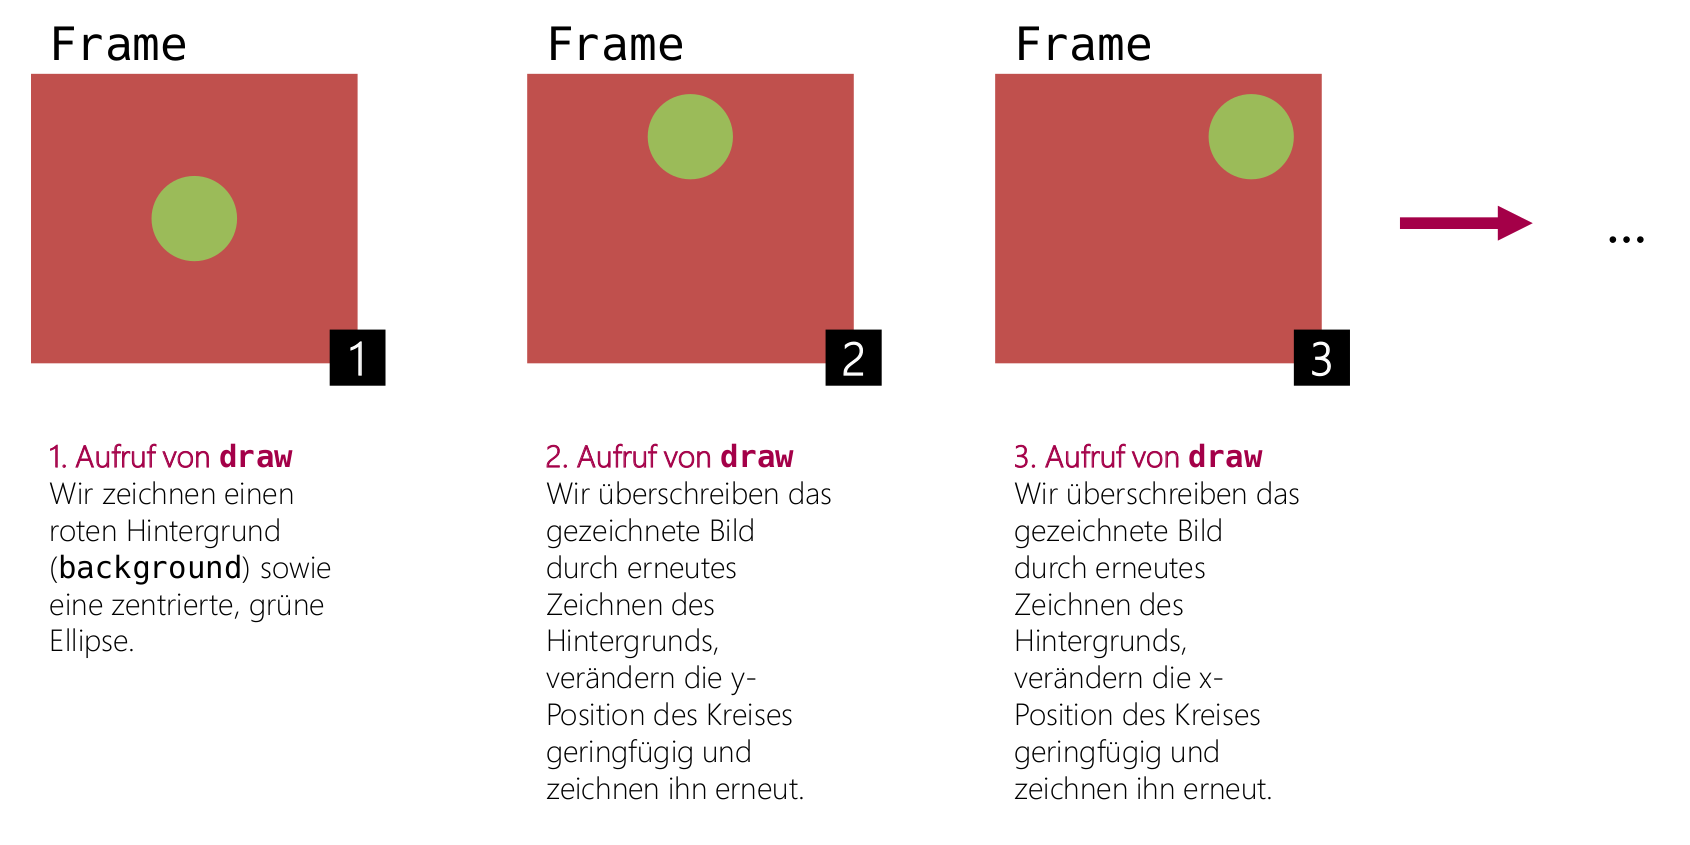 Frame
1
1. Aufruf von draw
Wir zeichnen einen
roten Hintergrund
(background) sowie
eine zentrierte, grüne
Ellipse.
Frame
2
2. Aufruf von draw
Wir überschreiben das
gezeichnete Bild
durch erneutes
Zeichnen des
Hintergrunds,
verändern die y-
Position des Kreises
geringfügig und
zeichnen ihn erneut.
Frame
3
3. Aufruf von draw
Wir überschreiben das
gezeichnete Bild
durch erneutes
Zeichnen des
Hintergrunds,
verändern die x-
Position des Kreises
geringfügig und
zeichnen ihn erneut.
...